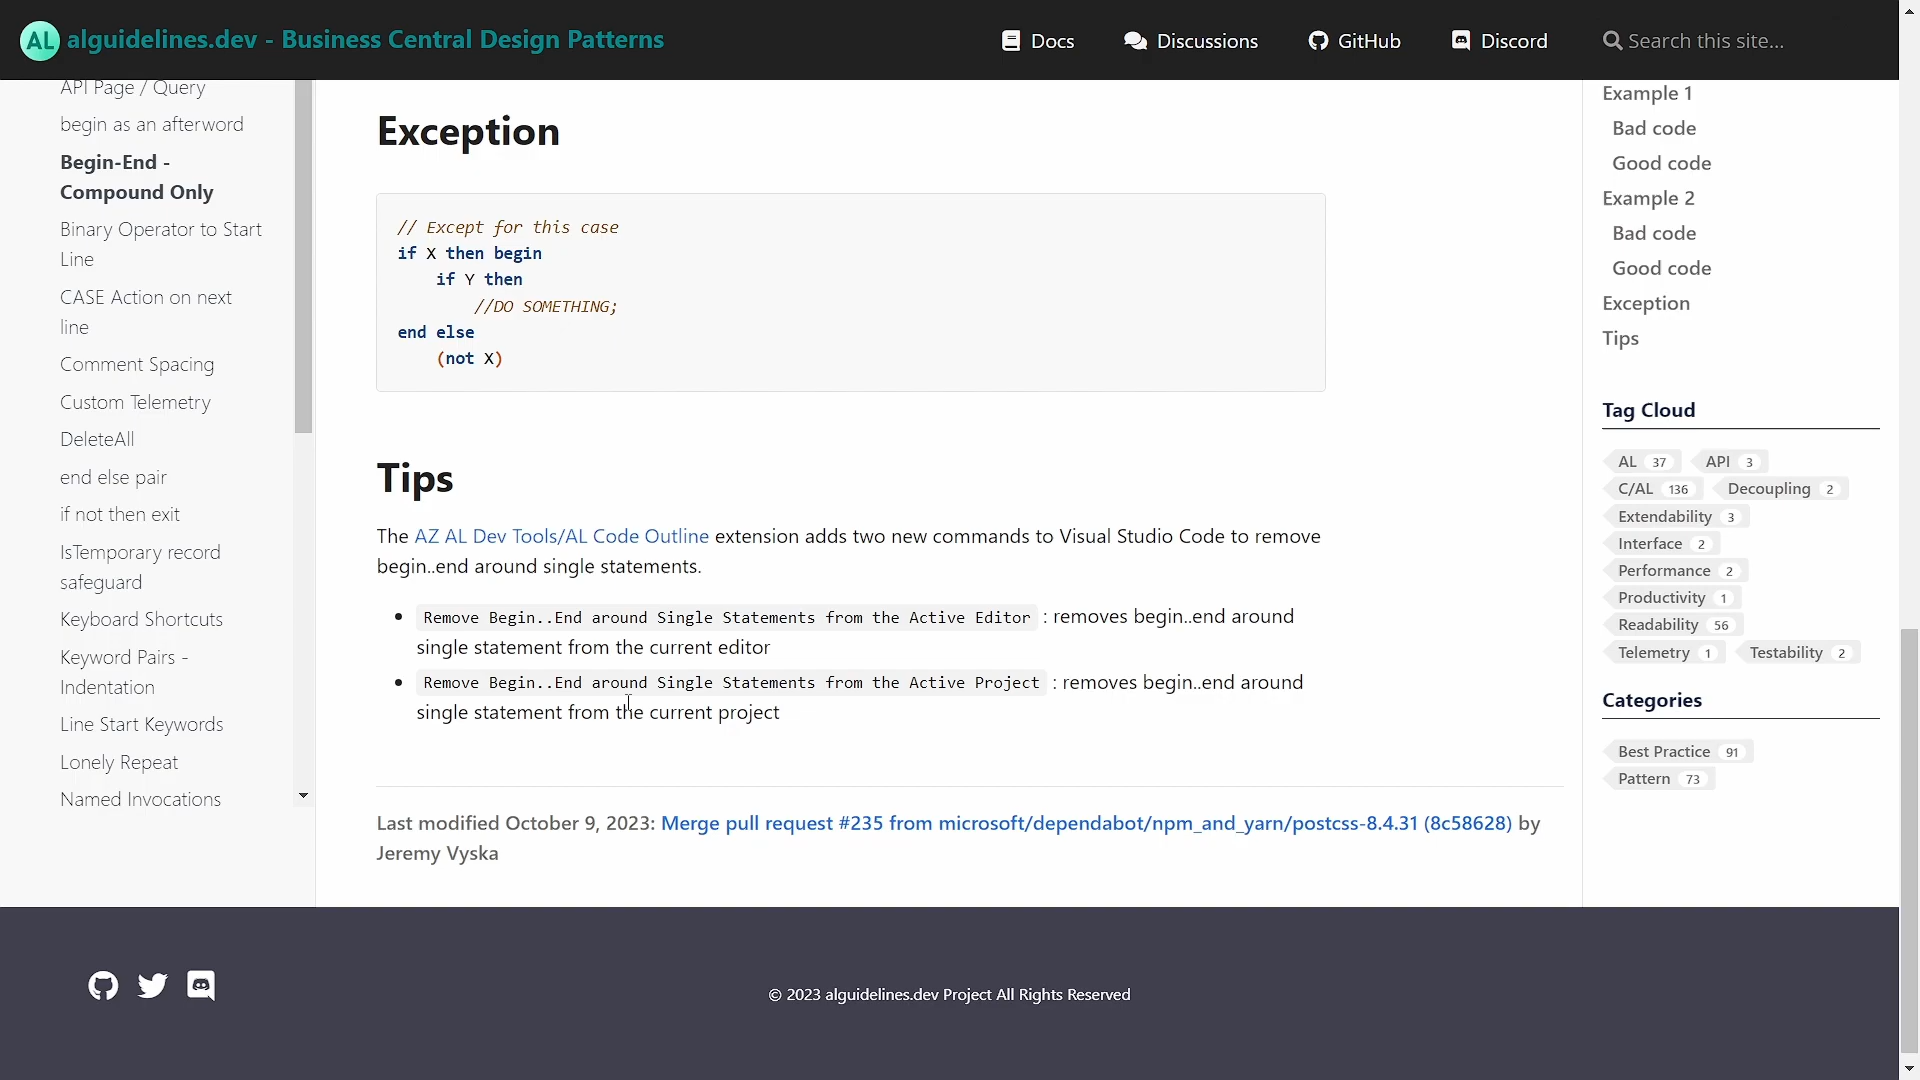 AL alguidelines.dev - Business Central Design Patterns
Docs
Discussions
GitHub
Discord
Search this site...
API Page / Query
begin as an afterword
Begin-End -
Compound Only
Binary Operator to Start
Line
CASE Action on next
line
Comment Spacing
Custom Telemetry
DeleteAll
end else pair
if not then exit
IsTemporary record
safeguard
Keyboard Shortcuts
Keyword Pairs -
Indentation
Line Start Keywords
Lonely Repeat
Named Invocations
Exception
// Except for this case
if X then begin
if Y then
//DO SOMETHING;
end else
(not X)
Tips
The AZ AL Dev Tools/AL Code Outline extension adds two new commands to Visual Studio Code to remove
begin..end around single statements.
• Remove Begin..End around Single Statements from the Active Editor : removes begin..end around
single statement from the current editor
• Remove Begin..End around Single Statements from the Active Project : removes begin..end around
single statement from the current project
Last modified October 9, 2023: Merge pull request #235 from microsoft/dependabot/npm_and_yarn/postcss-8.4.31 (8c58628) by
Jeremy Vyska
Example 1
Bad code
Good code
Example 2
Bad code
Good code
Exception
Tips
Tag Cloud
AL 37 API 3
C/AL 136 Decoupling 2
Extendability 3
Interface 2
Performance 2
Productivity 1
Readability 56
Telemetry 1 Testability 2
Categories
Best Practice 91
Pattern 73
© 2023 alguidelines.dev Project All Rights Reserved